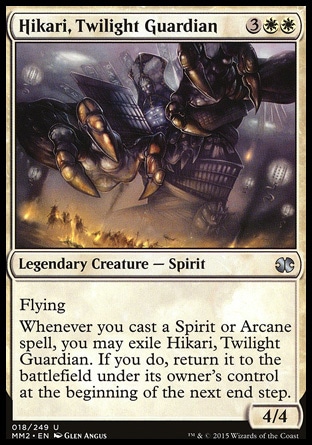 Hikari, Twilight Guardian 3
Legendary Creature — Spirit
Flying
Whenever you cast a Spirit or Arcane
spell, you may exile Hikari, Twilight
Guardian. If you do, return it to the
battlefield under its owner's control
at the beginning of the next end step.
4/4
018/249 U
MM2 • EN Glen Angus
™ & © 2015 Wizards of the Coast